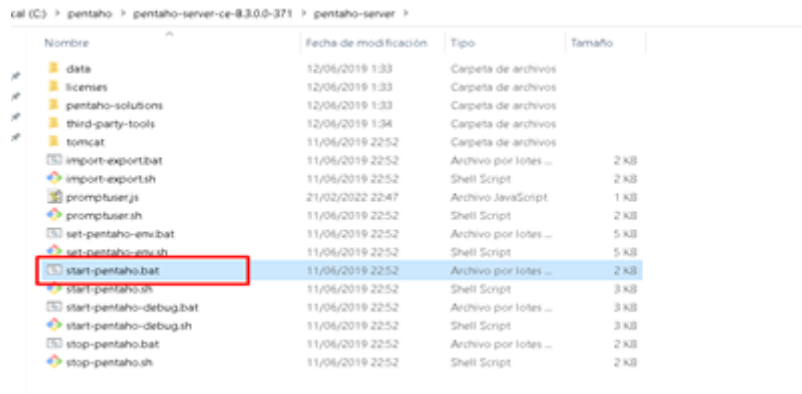 cal (C:) > pentaho > pentaho-server-ce-8.3.0.0-371 > pentaho-server >
Nombre Fecha de modificación Tipo Tamaño
data 12/06/2019 1:33 Carpeta de archivos
licenses 12/06/2019 1:33 Carpeta de archivos
pentaho-solutions 12/06/2019 1:33 Carpeta de archivos
third-party-tools 12/06/2019 1:34 Carpeta de archivos
tomcat 11/06/2019 22:52 Carpeta de archivos
import-export.bat 11/06/2019 22:52 Archivo por lotes ... 2 KB
import-export.sh 11/06/2019 22:52 Shell Script 2 KB
promptuser.js 21/02/2022 22:47 Archivo JavaScript 1 KB
promptuser.sh 11/06/2019 22:52 Shell Script 2 KB
set-pentaho-env.bat 11/06/2019 22:52 Archivo por lotes ... 5 KB
set-pentaho-env.sh 11/06/2019 22:52 Shell Script 5 KB
start-pentaho.bat 11/06/2019 22:52 Archivo por lotes ... 2 KB
start-pentaho.sh 11/06/2019 22:52 Shell Script 3 KB
start-pentaho-debug.bat 11/06/2019 22:52 Archivo por lotes ... 3 KB
start-pentaho-debug.sh 11/06/2019 22:52 Shell Script 3 KB
stop-pentaho.bat 11/06/2019 22:52 Archivo por lotes ... 2 KB
stop-pentaho.sh 11/06/2019 22:52 Shell Script 2 KB